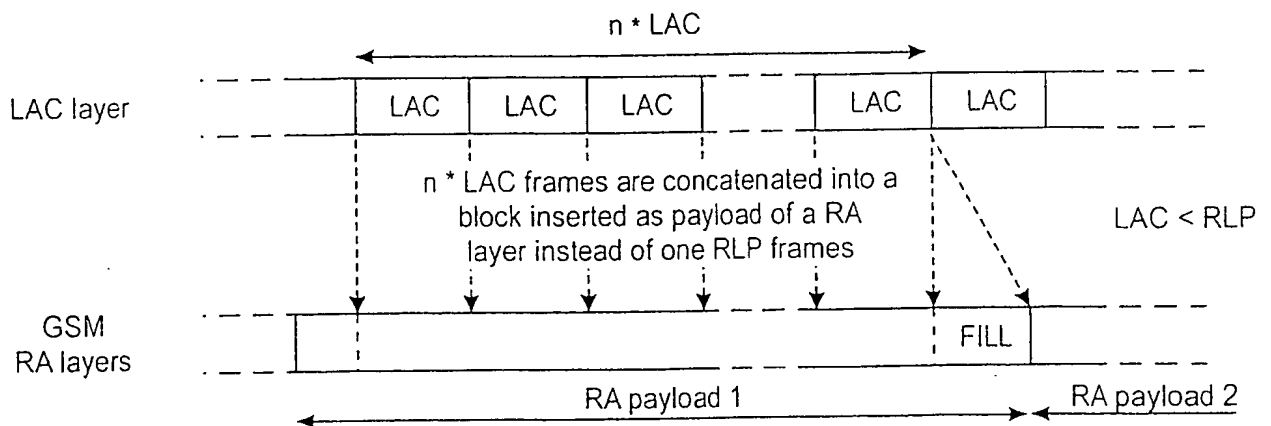 n * LAC
LAC layer
LAC LAC LAC LAC LAC
n * LAC frames are concatenated into a
block inserted as payload of a RA
layer instead of one RLP frames
LAC < RLP
GSM
RA layers
FILL
RA payload 1
RA payload 2